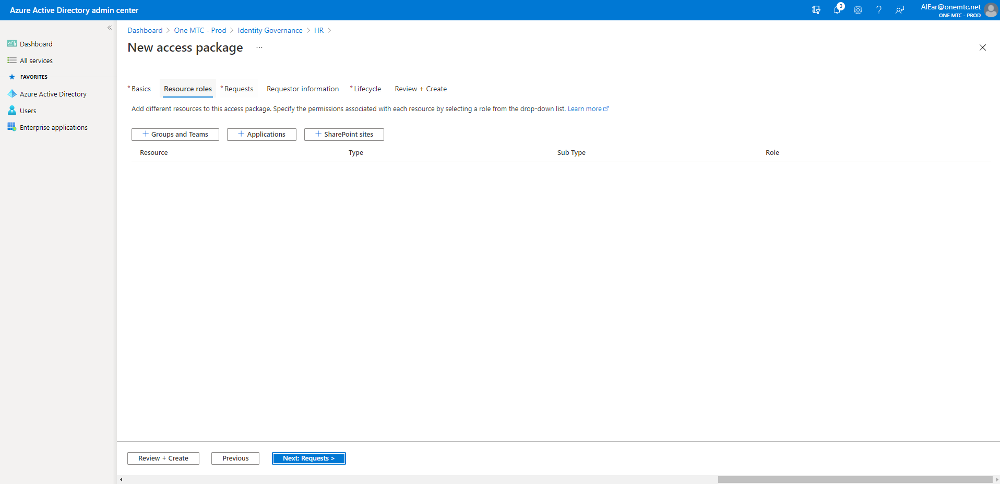 Azure Active Directory admin center
3
AlEar@onemtc.net
ONE MTC - PROD
«
Dashboard
All services
FAVORITES
Azure Active Directory
Users
Enterprise applications
Dashboard > One MTC - Prod > Identity Governance > HR >
New access package ...
* Basics Resource roles * Requests Requestor information * Lifecycle Review + Create
Add different resources to this access package. Specify the permissions associated with each resource by selecting a role from the drop-down list. Learn more
+ Groups and Teams + Applications + SharePoint sites
Resource Type Sub Type Role
Review + Create Previous Next: Requests >